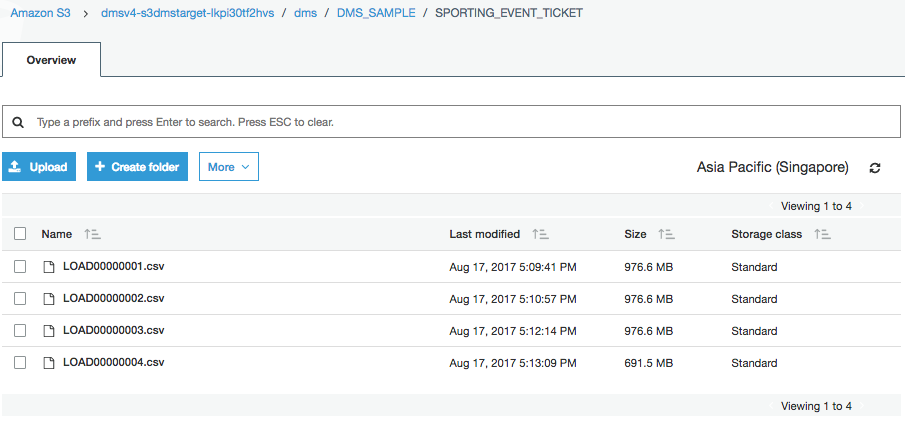 Amazon S3 > dmsv4-s3dmstarget-lkpi30tf2hvs / dms / DMS_SAMPLE / SPORTING_EVENT_TICKET
Overview
Type a prefix and press Enter to search. Press ESC to clear.
Upload + Create folder More Asia Pacific (Singapore)
Viewing 1 to 4
Name Last modified Size Storage class
LOAD00000001.csv Aug 17, 2017 5:09:41 PM 976.6 MB Standard
LOAD00000002.csv Aug 17, 2017 5:10:57 PM 976.6 MB Standard
LOAD00000003.csv Aug 17, 2017 5:12:14 PM 976.6 MB Standard
LOAD00000004.csv Aug 17, 2017 5:13:09 PM 691.5 MB Standard
Viewing 1 to 4